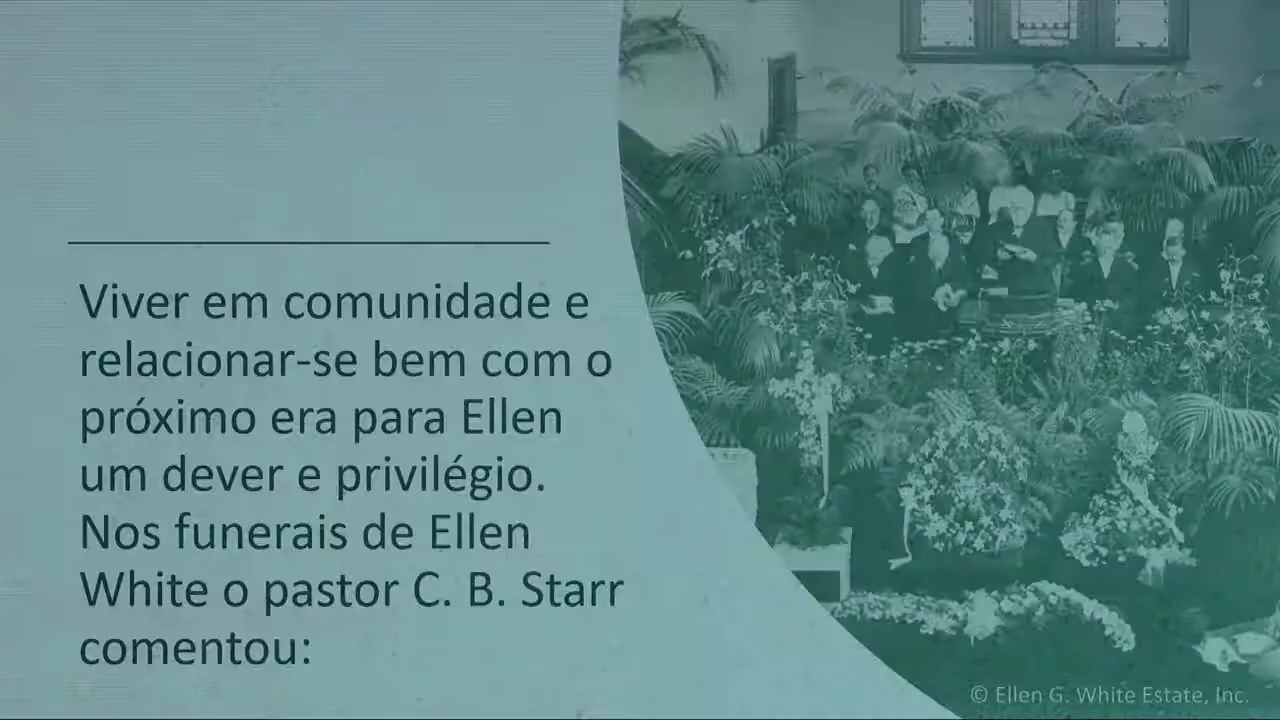 Viver em comunidade e
relacionar-se bem com o
próximo era para Ellen
um dever e privilégio.
Nos funerais de Ellen
White o pastor C. B. Starr
comentou:
© Ellen G. White Estate, Inc.